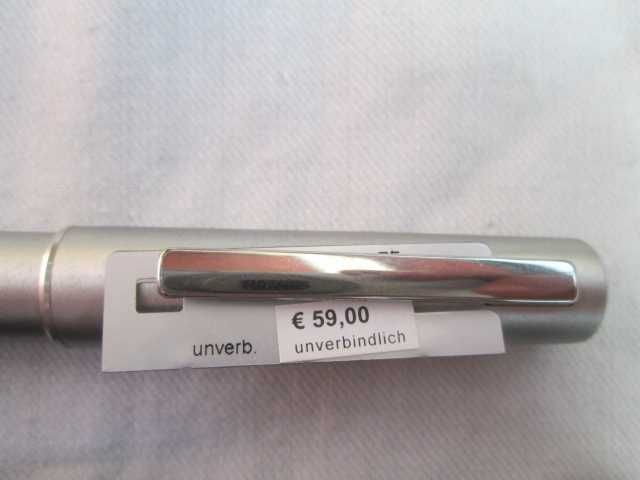 € 59,00
unverb. unverbindlich